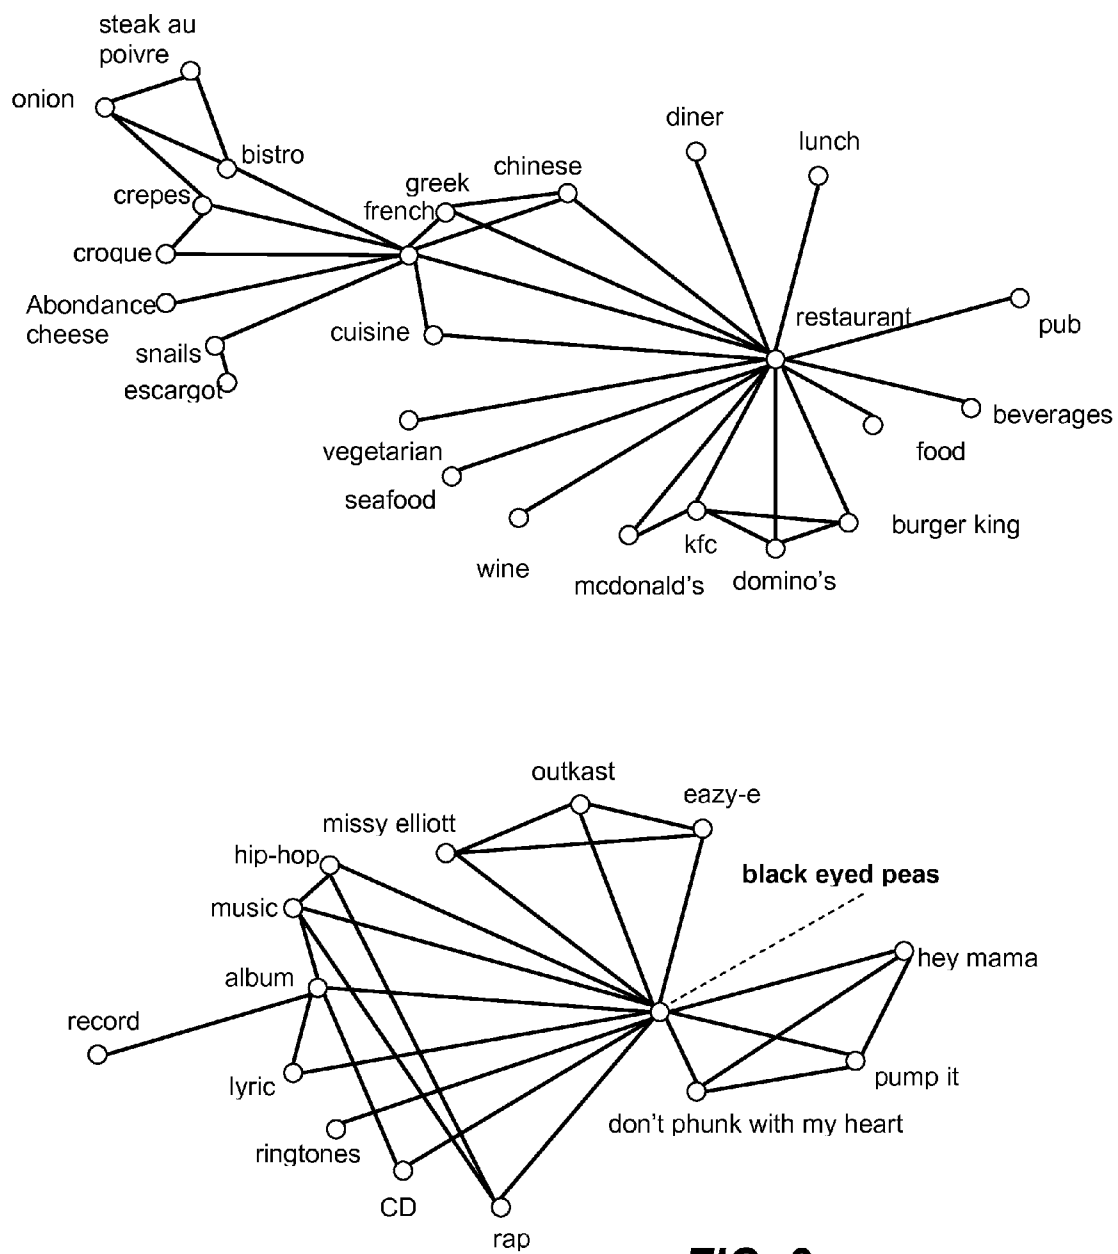 steak au
poivre
onion
diner
lunch
bistro
chinese
greek
crepes
french
croque
Abondance
cheese
restaurant
pub
cuisine
snails
escargot
beverages
vegetarian
food
seafood
burger king
kfc
wine
mcdonald's
domino's
outkast
eazy-e
missy elliott
hip-hop
black eyed peas
music
hey mama
album
record
lyric
pump it
don't phunk with my heart
ringtones
CD
rap